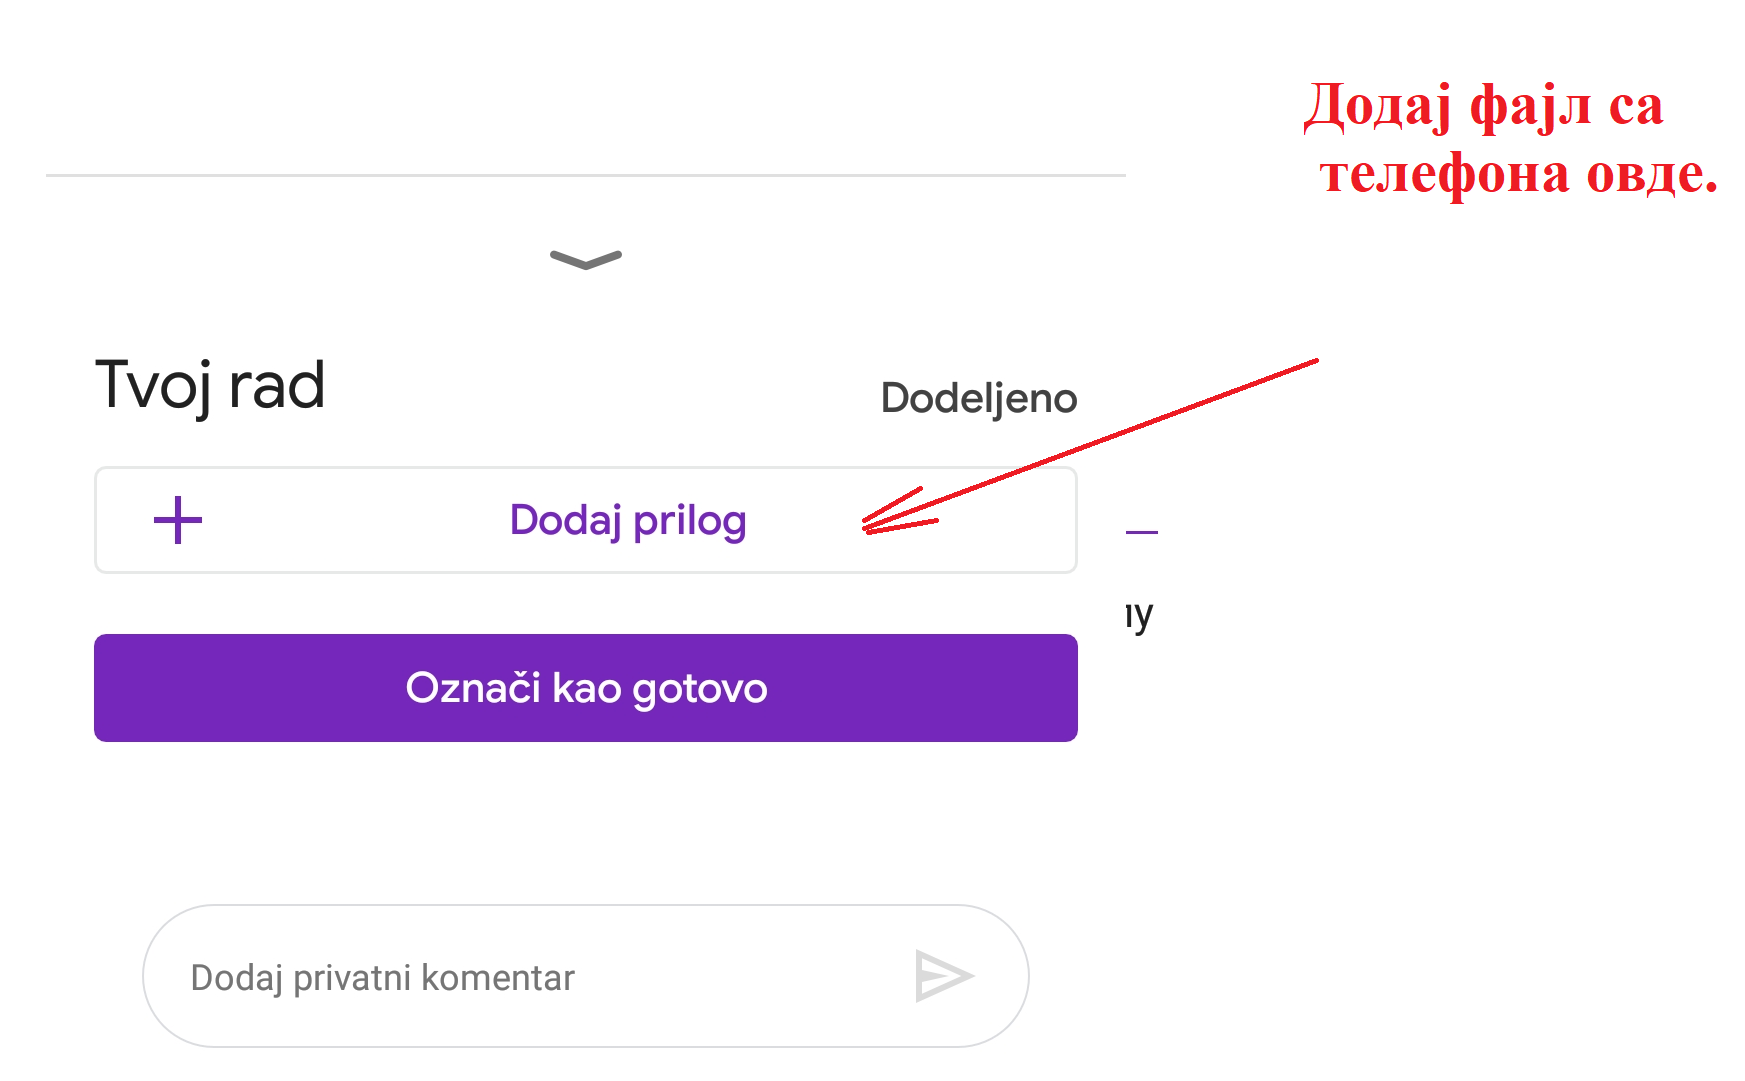 Додај фајл са
телефона овде.
Tvoj rad
Dodeljeno
Dodaj prilog
Označi kao gotovo
Dodaj privatni komentar